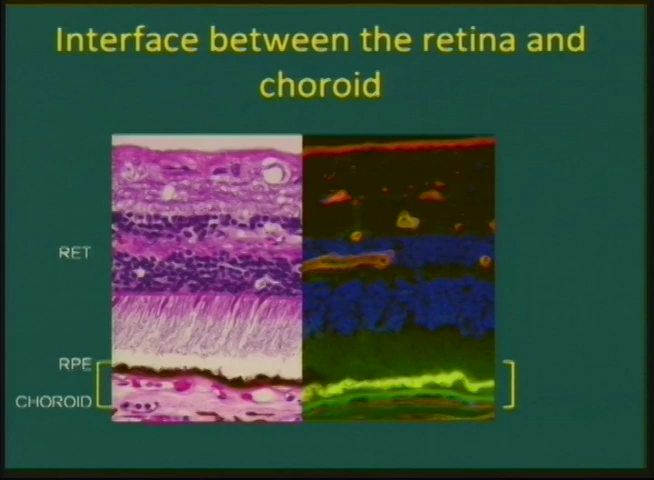 Interface between the retina and
choroid
RET
RPE
CHOROID